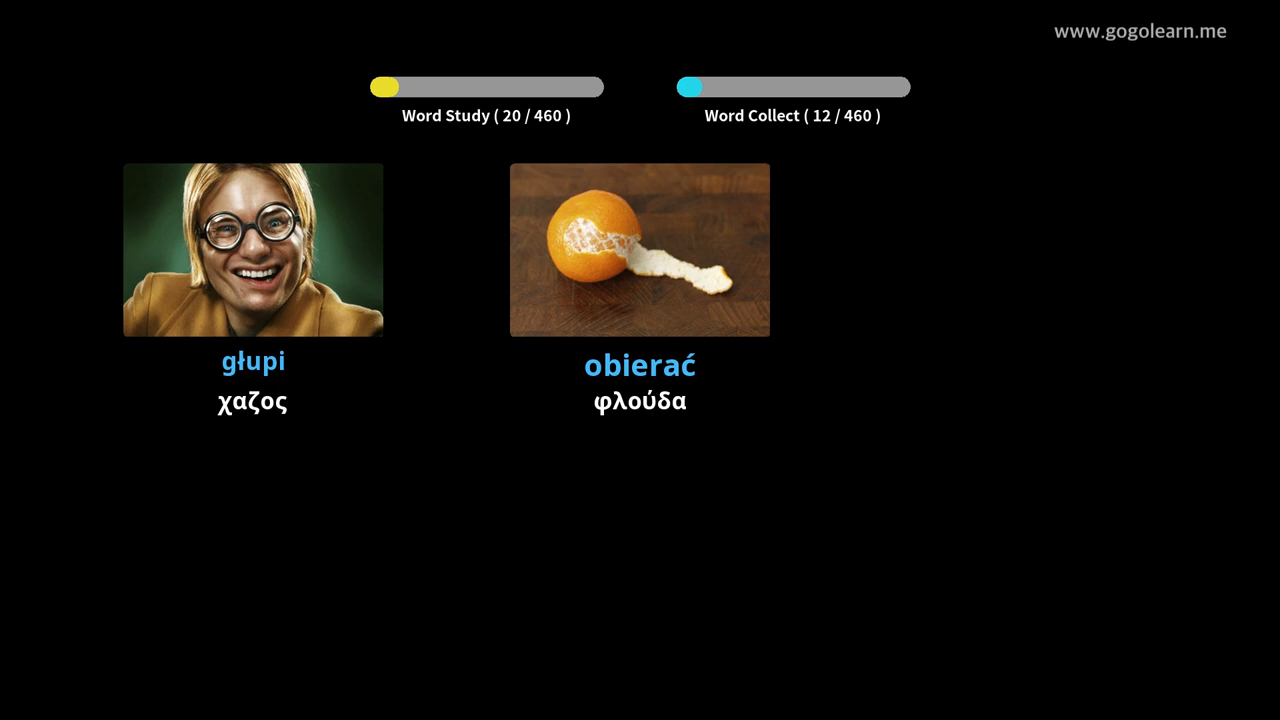 www.gogolearn.me
Word Study ( 20 / 460 )
Word Collect ( 12 / 460 )
głupi
χαζος
obierać
φλούδα